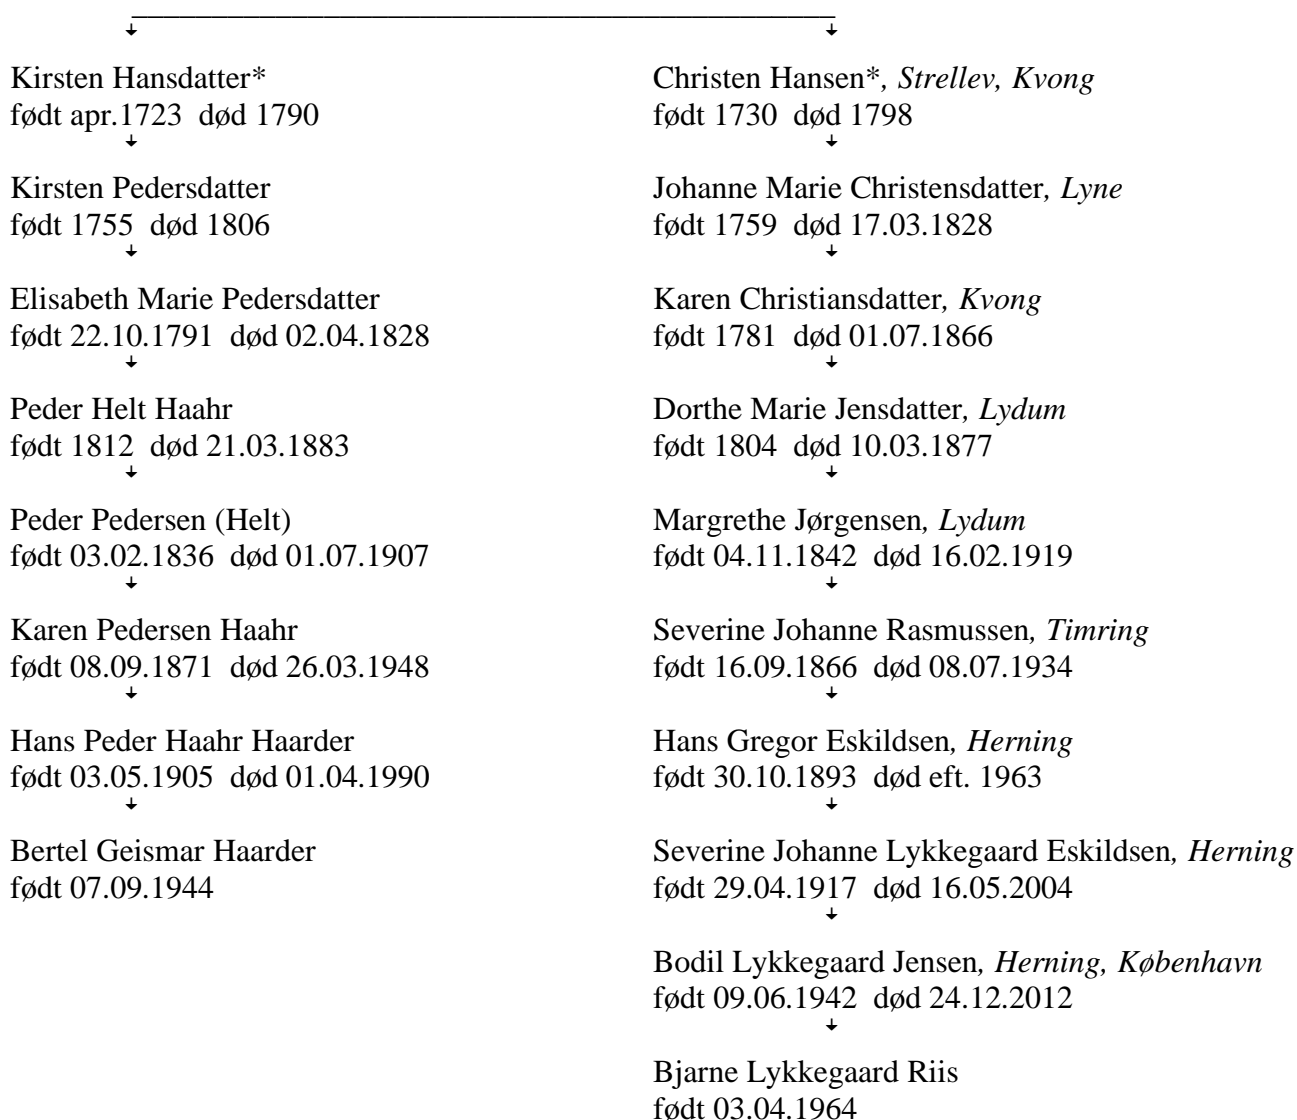 Kirsten Hansdatter*
født apr.1723 død 1790
Kirsten Pedersdatter
født 1755 død 1806
Elisabeth Marie Pedersdatter
født 22.10.1791 død 02.04.1828
Peder Helt Haahr
født 1812 død 21.03.1883
Peder Pedersen (Helt)
født 03.02.1836 død 01.07.1907
Karen Pedersen Haahr
født 08.09.1871 død 26.03.1948
Hans Peder Haahr Haarder
født 03.05.1905 død 01.04.1990
Bertel Geismar Haarder
født 07.09.1944
Christen Hansen*, Strellev, Kvong
født 1730 død 1798
Johanne Marie Christensdatter, Lyne
født 1759 død 17.03.1828
Karen Christiansdatter, Kvong
født 1781 død 01.07.1866
Dorthe Marie Jensdatter, Lydum
født 1804 død 10.03.1877
Margrethe Jørgensen, Lydum
født 04.11.1842 død 16.02.1919
Severine Johanne Rasmussen, Timring
født 16.09.1866 død 08.07.1934
Hans Gregor Eskildsen, Herning
født 30.10.1893 død eft. 1963
Severine Johanne Lykkegaard Eskildsen, Herning
født 29.04.1917 død 16.05.2004
Bodil Lykkegaard Jensen, Herning, København
født 09.06.1942 død 24.12.2012
Bjarne Lykkegaard Riis
født 03.04.1964